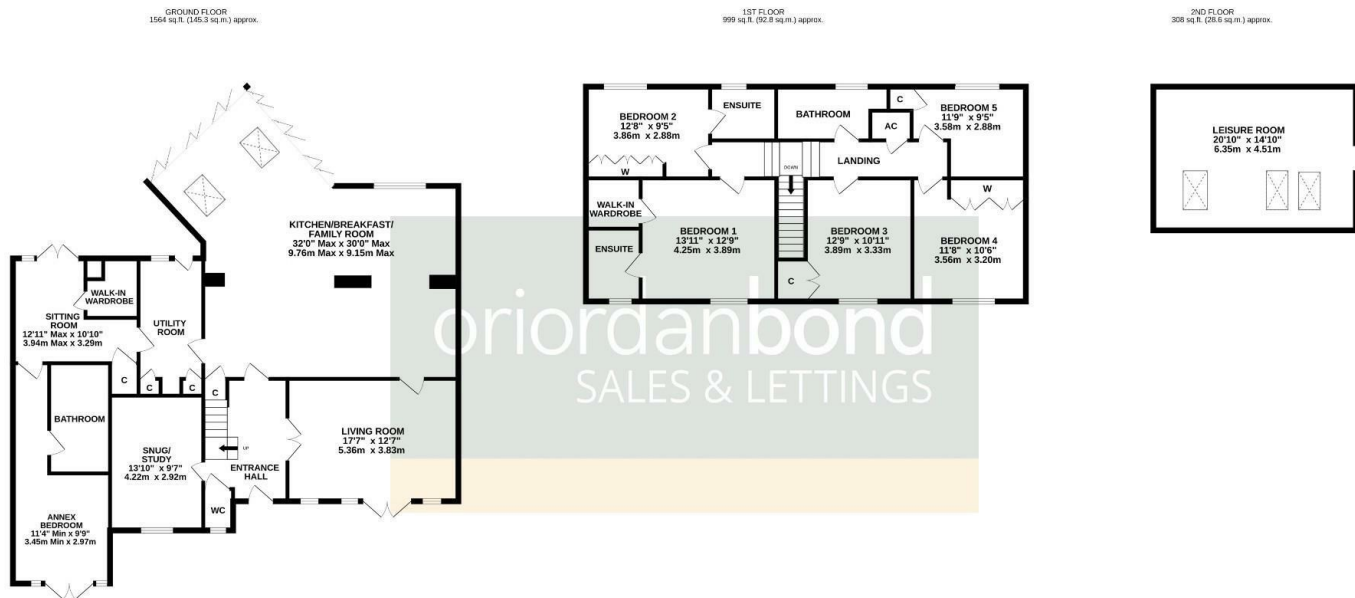 GROUND FLOOR
1564 sq.ft. (145.3 sq.m.) approx.
KITCHEN/BREAKFAST/
FAMILY ROOM
32'0" Max x 30'0" Max
9.76m Max x 9.15m Max
WALK-IN
WARDROBE
SITTING
ROOM
12'11" Max x 10'10"
3.94m Max x 3.29m
UTILITY
ROOM
C
C
C
C
BATHROOM
SNUG/
STUDY
13'10" x 9'7"
4.22m x 2.92m
UP
ENTRANCE
HALL
LIVING ROOM
17'7" x 12'7"
5.36m x 3.83m
WC
ANNEX
BEDROOM
11'4" Min x 9'9"
3.45m Min x 2.97m
1ST FLOOR
999 sq.ft. (92.8 sq.m.) approx.
BEDROOM 2
12'8" x 9'5"
3.86m x 2.88m
W
ENSUITE
BATHROOM
C
AC
BEDROOM 5
11'9" x 9'5"
3.58m x 2.88m
DOWN
LANDING
WALK-IN
WARDROBE
ENSUITE
BEDROOM 1
13'11" x 12'9"
4.25m x 3.89m
BEDROOM 3
12'9" x 10'11"
3.89m x 3.33m
C
W
BEDROOM 4
11'8" x 10'6"
3.56m x 3.20m
2ND FLOOR
308 sq.ft. (28.6 sq.m.) approx.
LEISURE ROOM
20'10" x 14'10"
6.35m x 4.51m
oriordanbond
SALES & LETTINGS